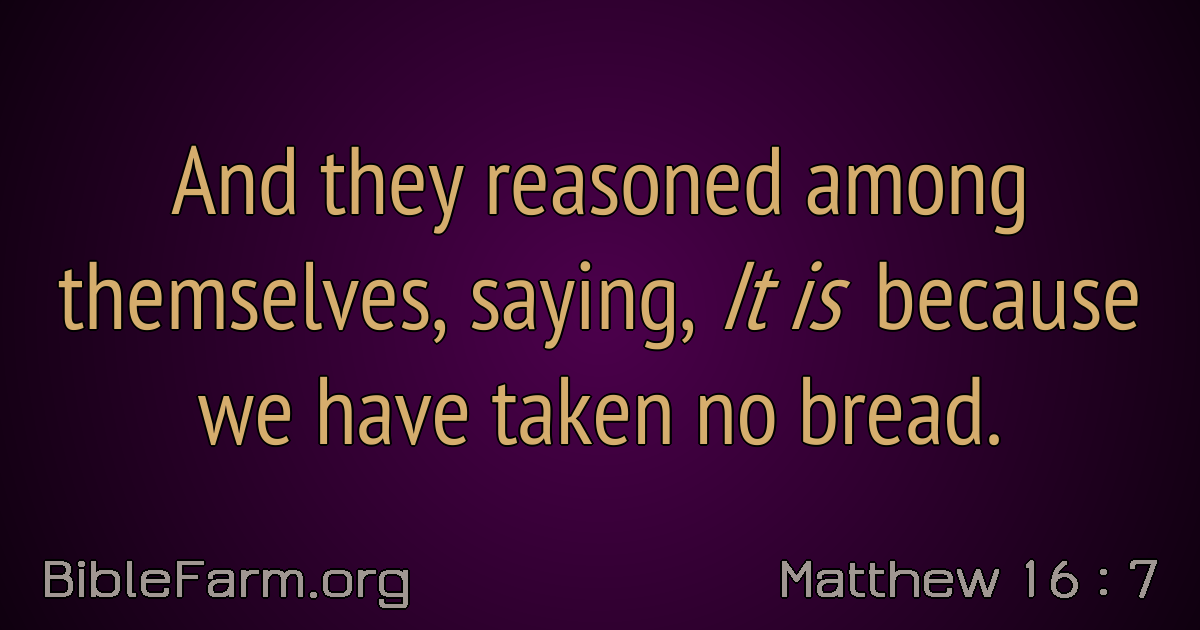 And they reasoned among
themselves, saying, It is because
we have taken no bread.
BibleFarm.org
Matthew 16 : 7